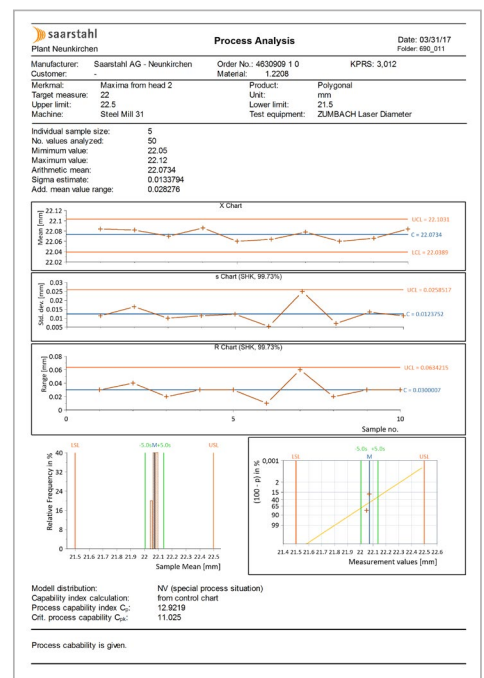 saarstahl
Plant Neunkirchen
Process Analysis
Date: 03/31/17
Folder: 690_011
Manufacturer: Saarstahl AG - Neunkirchen Order No.: 4630909 1 0 KPRS: 3,012
Customer: - Material: 1.2208
Merkmal: Maxima from head 2 Product: Polygonal
Target measure: 22 Unit: mm
Upper limit: 22.5 Lower limit: 21.5
Machine: Steel Mill 31 Test equipment: ZUMBACH Laser Diameter
Individual sample size: 5
No. values analyzed: 50
Mimimum value: 22.05
Maximum value: 22.12
Arithmetic mean: 22.0734
Sigma estimate: 0.0133794
Add. mean value range: 0.028276
X Chart
Mean [mm]
22.12
22.1
22.08
22.06
22.04
22.02
UCL = 22.1031
C = 22.0734
LCL = 22.0389
s Chart (SHK, 99.73%)
Std. dev. [mm]
0.03
0.025
0.02
0.015
0.01
0.005
UCL = 0.0258517
C = 0.0123752
R Chart (SHK, 99.73%)
Range [mm]
0.08
0.06
0.04
0.02
0
UCL = 0.0634215
C = 0.0300007
0 5 10
Sample no.
LSL -5.0s M +5.0s USL
Relative Frequency in %
40
32
24
16
8
0
21.5 21.6 21.7 21.8 21.9 22 22.1 22.2 22.3 22.4 22.5
Sample Mean [mm]
-5.0s +5.0s
LSL M USL
(100 - p) in %
0,001
2
15
40
65
90
99
21.4 21.5 21.6 21.7 21.8 21.9 22 22.1 22.2 22.3 22.4 22.5 22.6
Measurement values [mm]
Modell distribution: NV (special process situation)
Capability index calculation: from control chart
Process capability index Cp: 12.9219
Crit. process capability Cpk: 11.025
Process cabability is given.